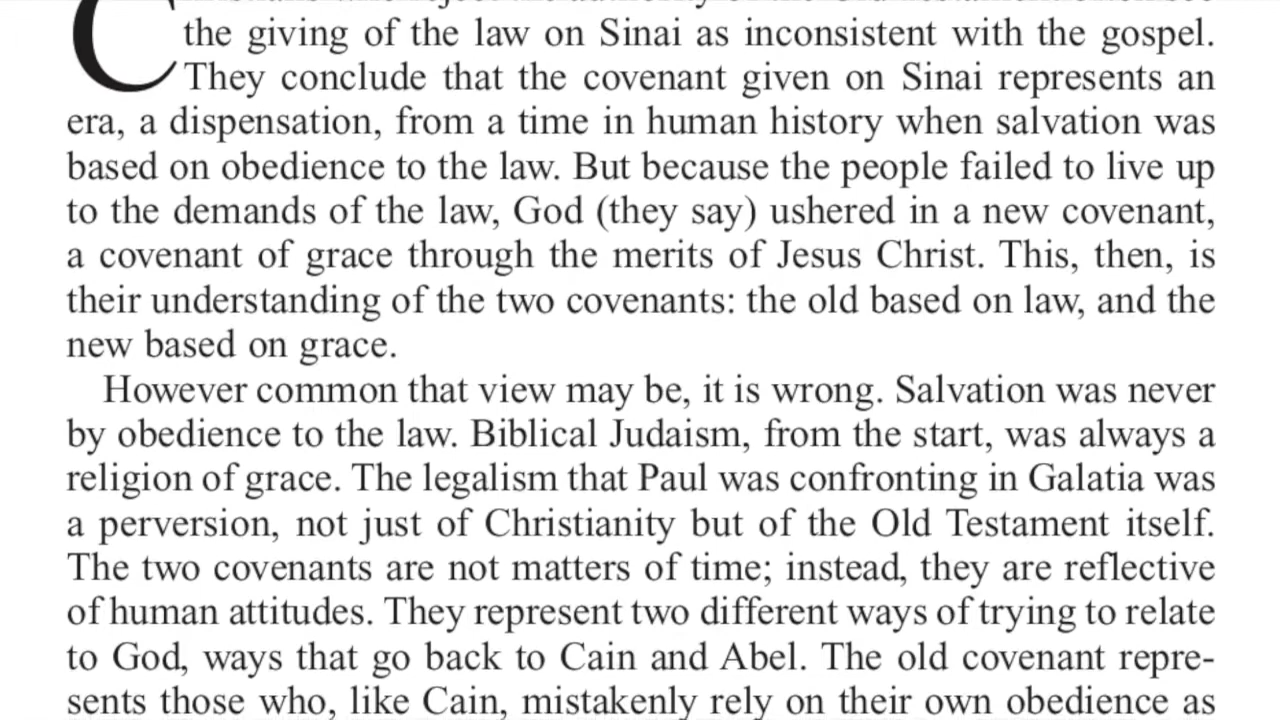 C
the giving of the law on Sinai as inconsistent with the gospel.
They conclude that the covenant given on Sinai represents an
era, a dispensation, from a time in human history when salvation was
based on obedience to the law. But because the people failed to live up
to the demands of the law, God (they say) ushered in a new covenant,
a covenant of grace through the merits of Jesus Christ. This, then, is
their understanding of the two covenants: the old based on law, and the
new based on grace.
However common that view may be, it is wrong. Salvation was never
by obedience to the law. Biblical Judaism, from the start, was always a
religion of grace. The legalism that Paul was confronting in Galatia was
a perversion, not just of Christianity but of the Old Testament itself.
The two covenants are not matters of time; instead, they are reflective
of human attitudes. They represent two different ways of trying to relate
to God, ways that go back to Cain and Abel. The old covenant repre-
sents those who, like Cain, mistakenly rely on their own obedience as